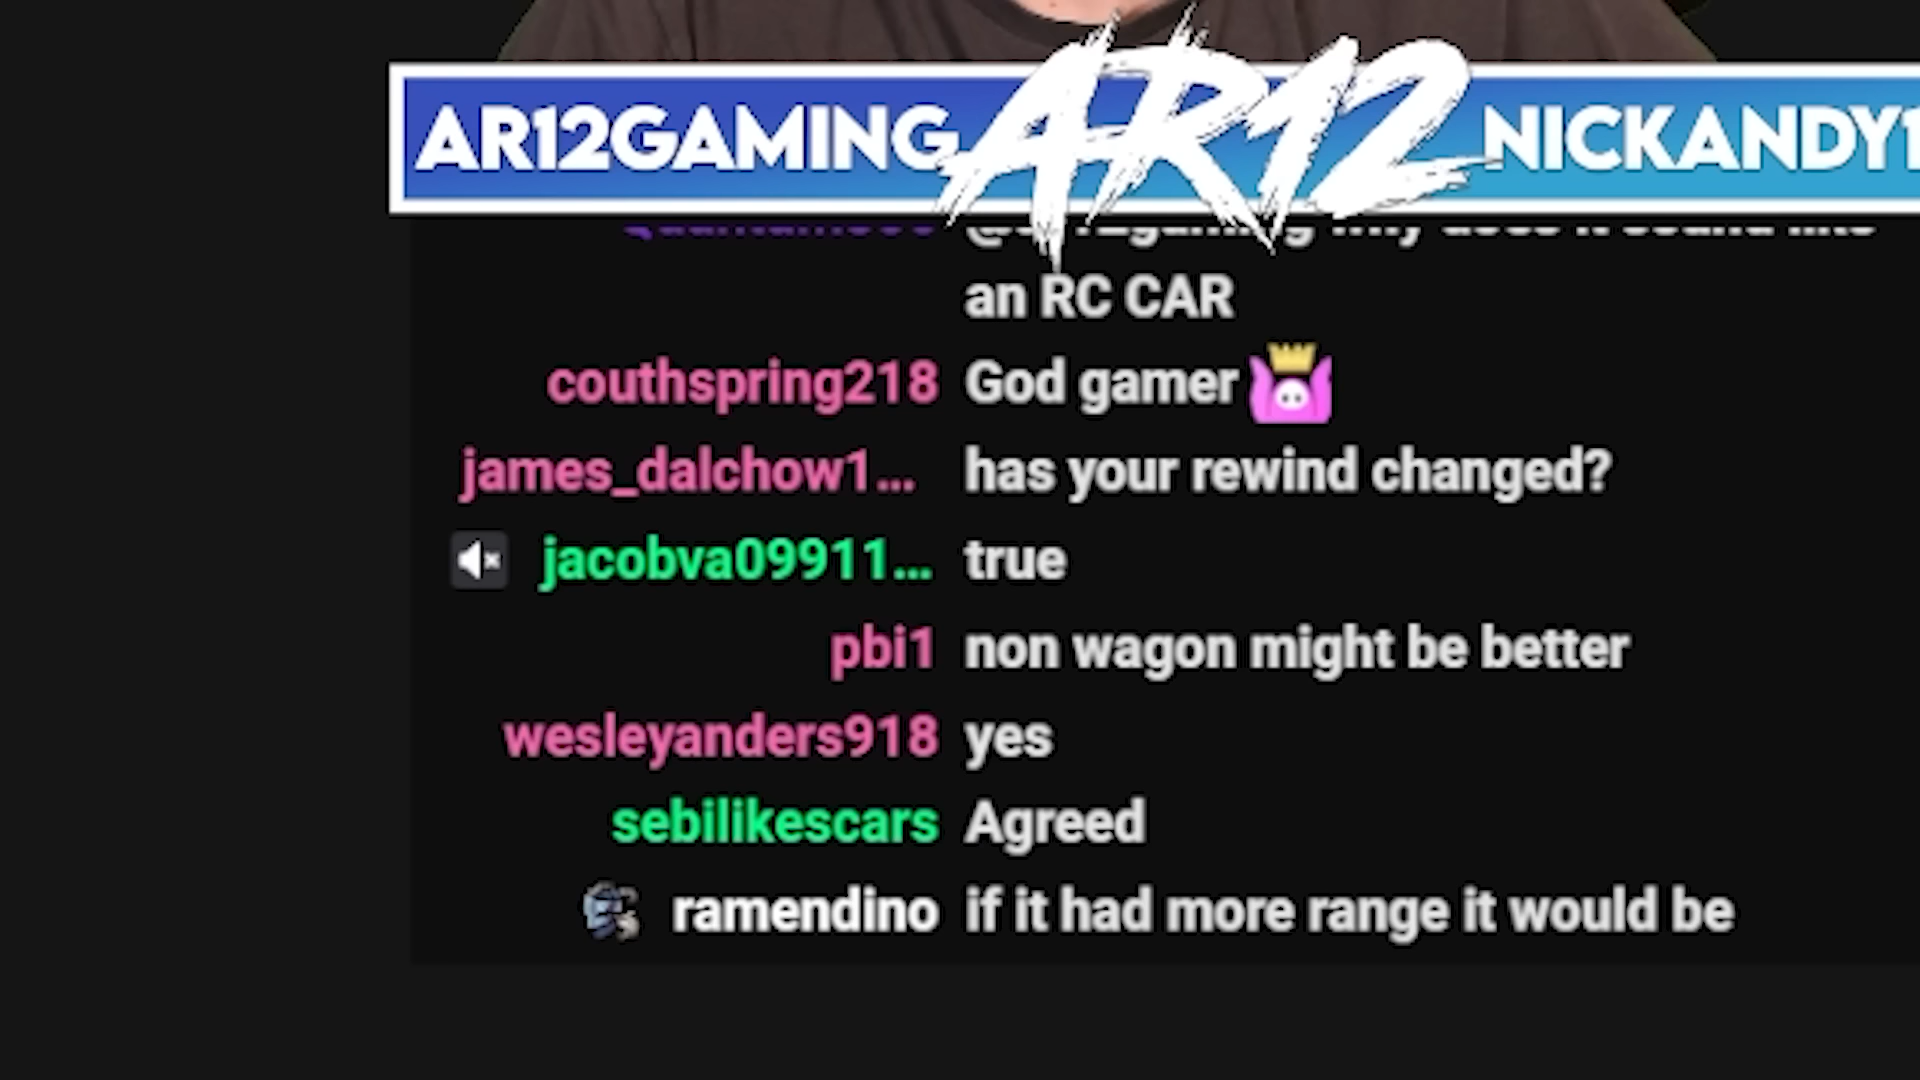 AR12GAMING AR12 NICKANDY1
an RC CAR
couthspring218 God gamer
james_dalchow1... has your rewind changed?
jacobva09911... true
pbi1 non wagon might be better
wesleyanders918 yes
sebilikescars Agreed
ramendino if it had more range it would be